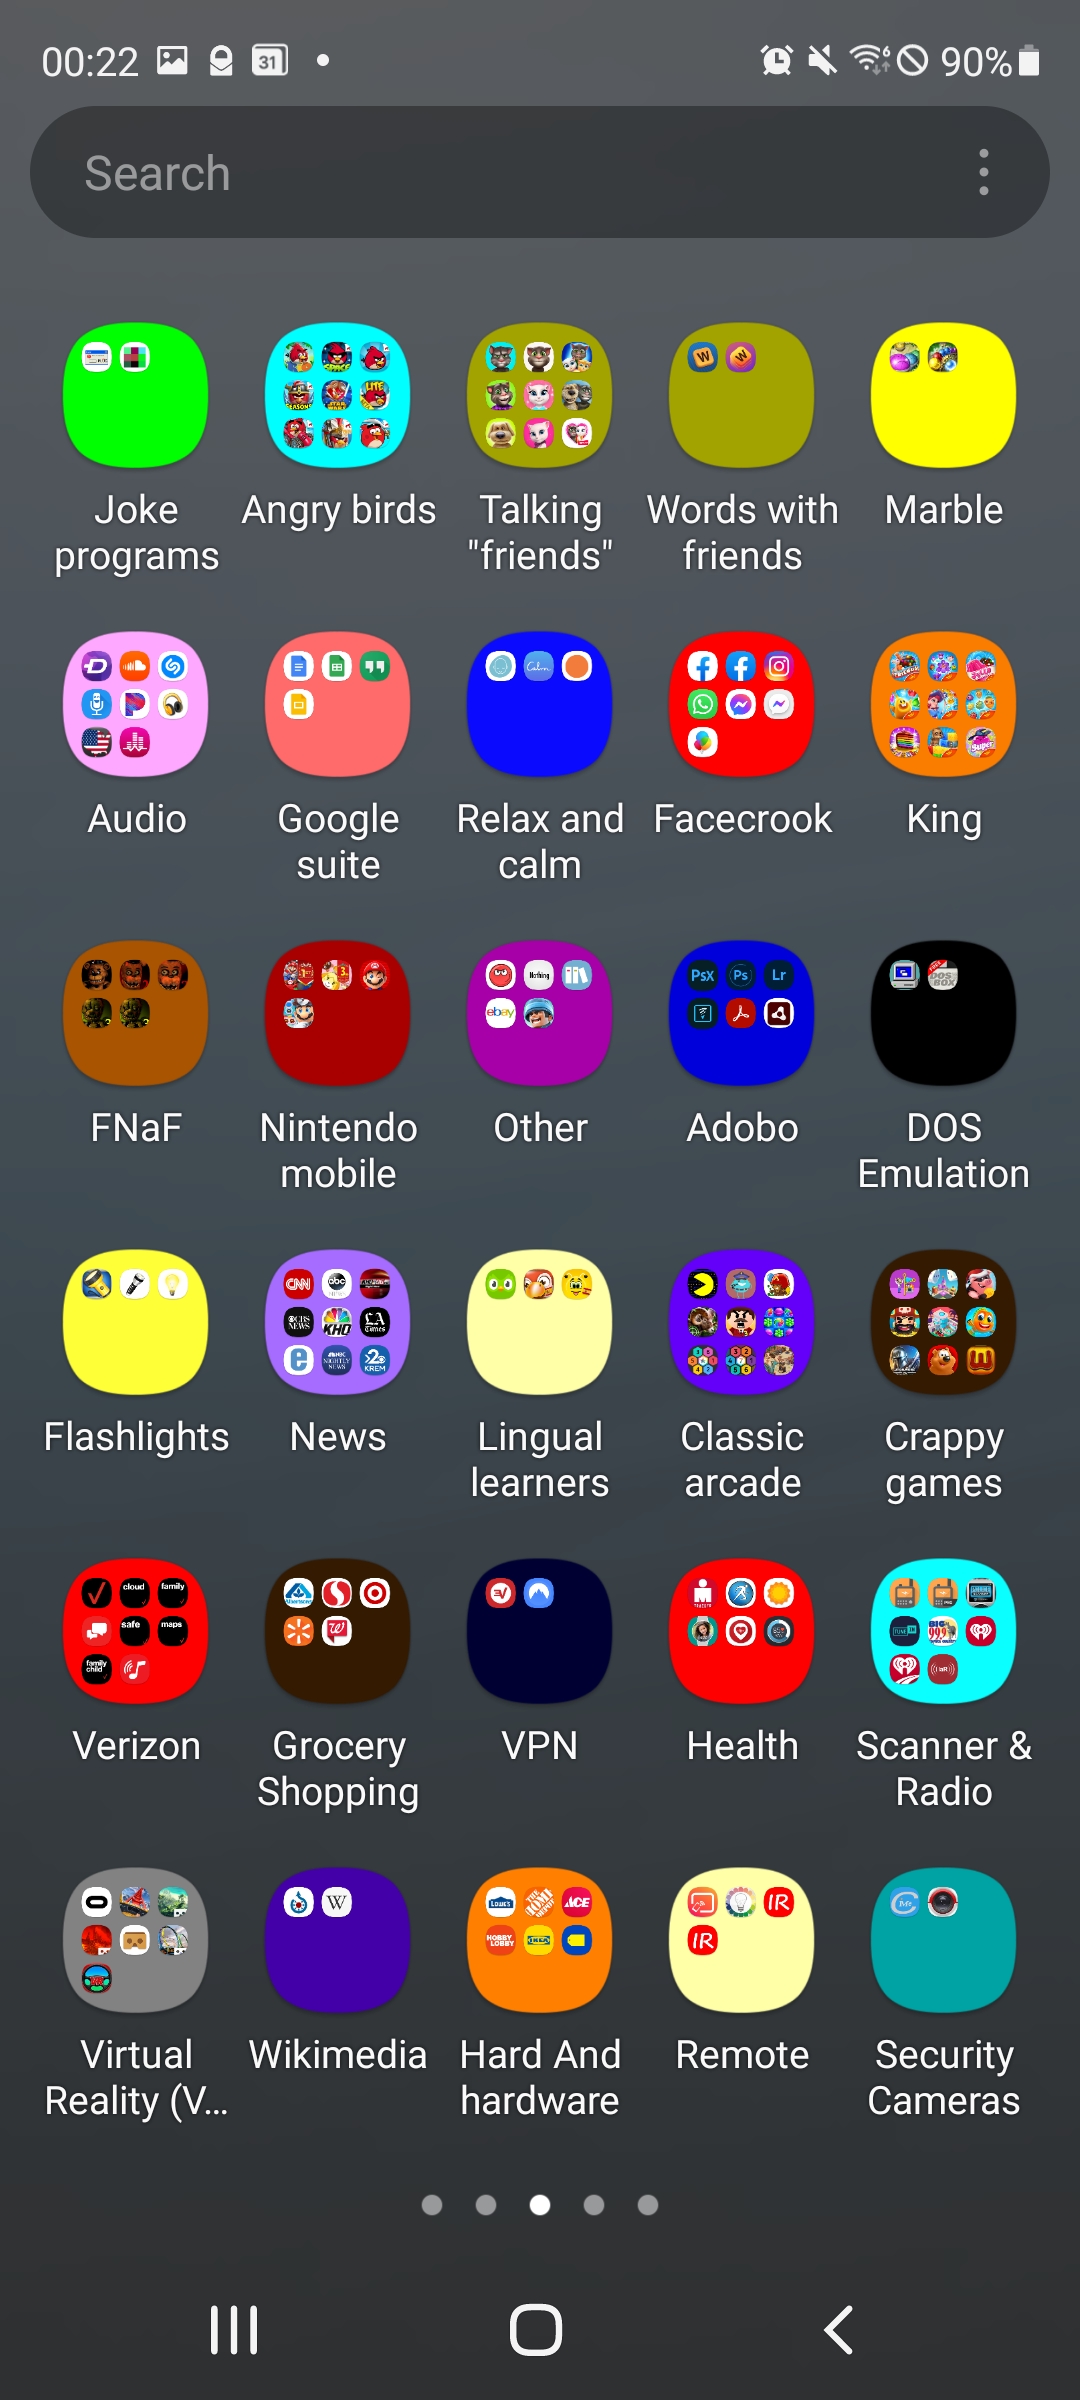 00:22
31
90%
Search
Joke programs
Angry birds
Talking "friends"
Words with friends
Marble
Audio
Google suite
Relax and calm
Facecrook
King
FNaF
Nintendo mobile
Other
Adobo
DOS Emulation
Flashlights
News
Lingual learners
Classic arcade
Crappy games
Verizon
Grocery Shopping
VPN
Health
Scanner & Radio
Virtual Reality (V...
Wikimedia
Hard And hardware
Remote
Security Cameras